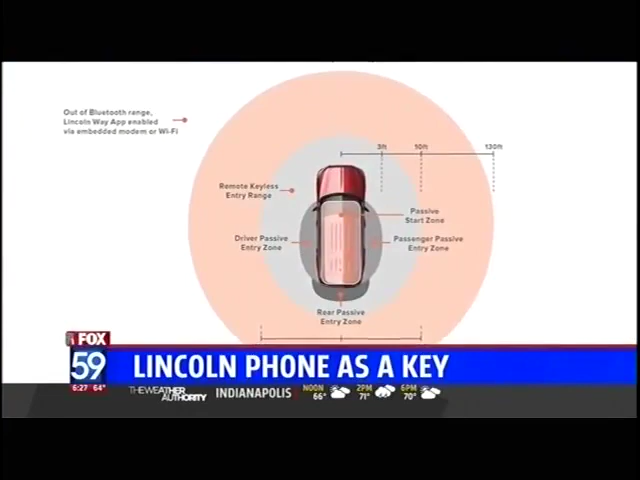 Out of Bluetooth range,
Lincoln Way App enabled
via embedded modem or Wi-Fi
3ft
10ft
Remote Keyless
Entry Range
Passive
Start Zone
Driver Passive
Entry Zone
Passenger Passive
Entry Zone
Rear Passive
Entry Zone
FOX
59
LINCOLN PHONE AS A KEY
6:27 64°
THE WEATHER
AUTHORITY
INDIANAPOLIS
NOON
66°
2PM
71°
6PM
70°